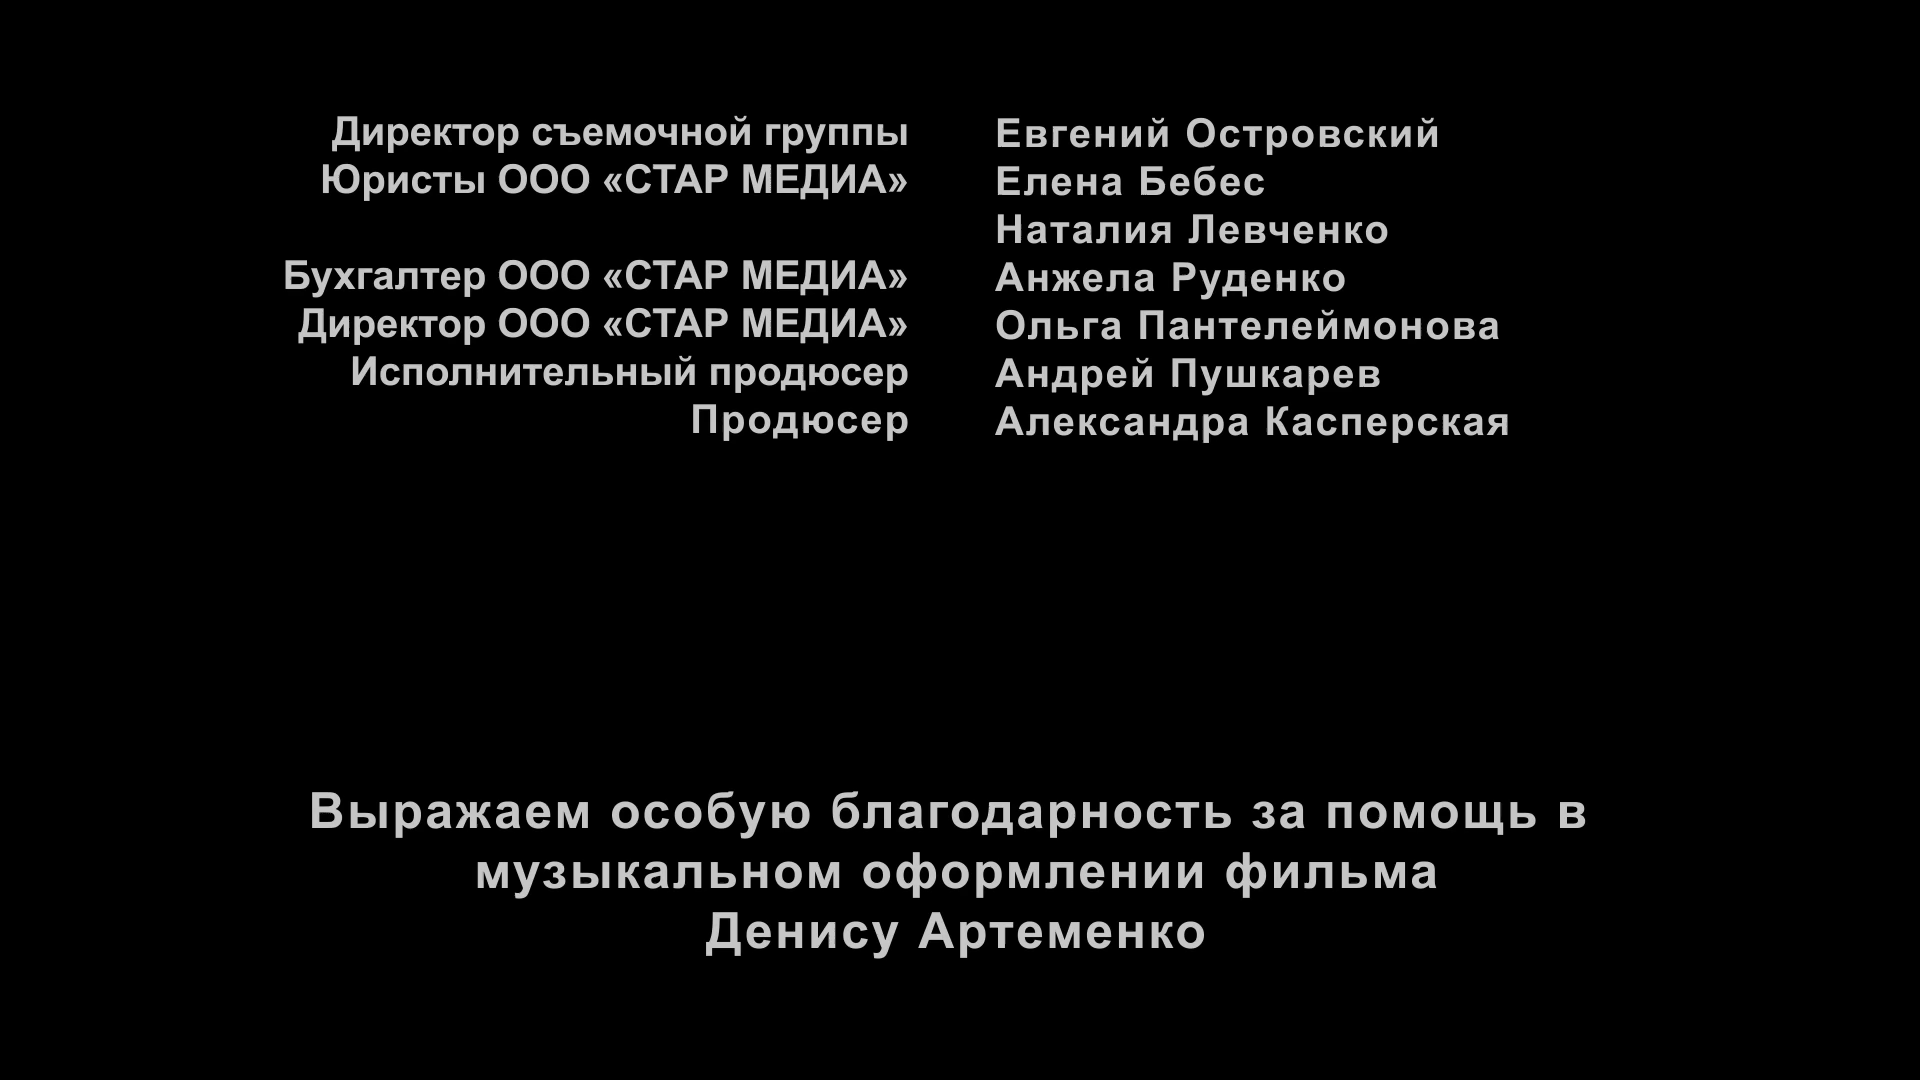 Директор съемочной группы Евгений Островский
Юристы ООО «СТАР МЕДИА» Елена Бебес
Наталия Левченко
Бухгалтер ООО «СТАР МЕДИА» Анжела Руденко
Директор ООО «СТАР МЕДИА» Ольга Пантелеймонова
Исполнительный продюсер Андрей Пушкарев
Продюсер Александра Касперская
Выражаем особую благодарность за помощь в
музыкальном оформлении фильма
Денису Артеменко